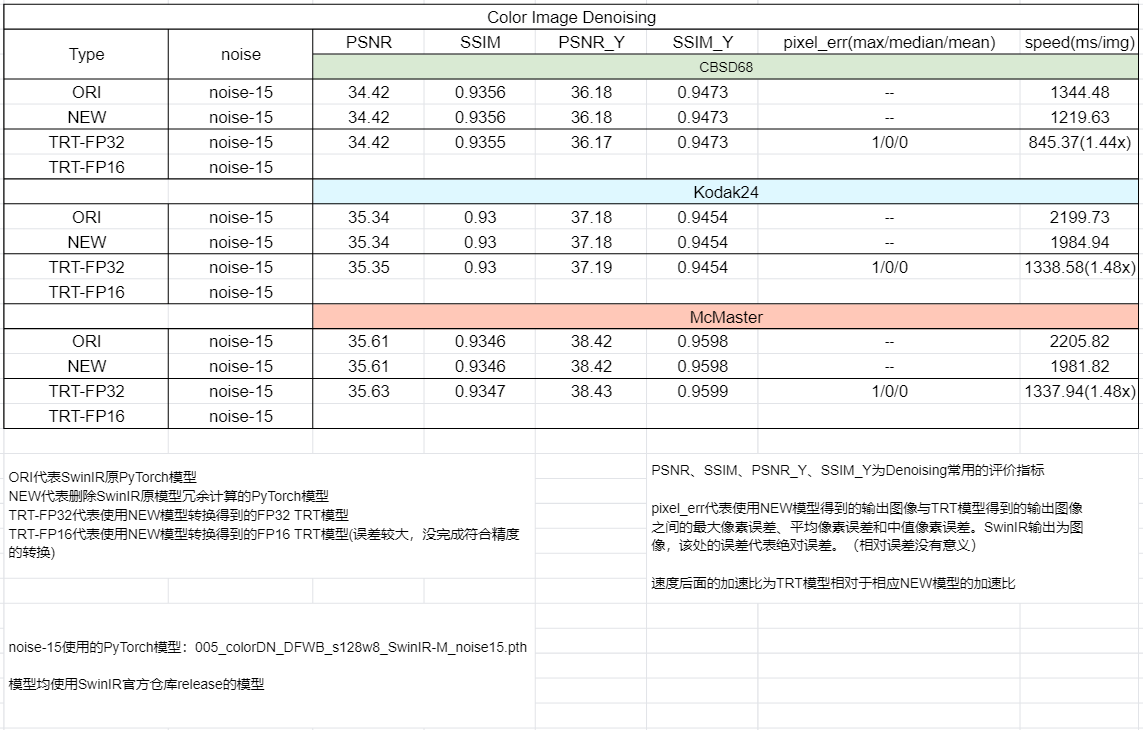 Color Image Denoising
Type noise PSNR SSIM PSNR_Y SSIM_Y pixel_err(max/median/mean) speed(ms/img)
CBSD68
ORI noise-15 34.42 0.9356 36.18 0.9473 -- 1344.48
NEW noise-15 34.42 0.9356 36.18 0.9473 -- 1219.63
TRT-FP32 noise-15 34.42 0.9355 36.17 0.9473 1/0/0 845.37(1.44x)
TRT-FP16 noise-15
Kodak24
ORI noise-15 35.34 0.93 37.18 0.9454 -- 2199.73
NEW noise-15 35.34 0.93 37.18 0.9454 -- 1984.94
TRT-FP32 noise-15 35.35 0.93 37.19 0.9454 1/0/0 1338.58(1.48x)
TRT-FP16 noise-15
McMaster
ORI noise-15 35.61 0.9346 38.42 0.9598 -- 2205.82
NEW noise-15 35.61 0.9346 38.42 0.9598 -- 1981.82
TRT-FP32 noise-15 35.63 0.9347 38.43 0.9599 1/0/0 1337.94(1.48x)
TRT-FP16 noise-15
ORI代表SwinIR原PyTorch模型
NEW代表删除SwinIR原模型冗余计算的PyTorch模型
TRT-FP32代表使用NEW模型转换得到的FP32 TRT模型
TRT-FP16代表使用NEW模型转换得到的FP16 TRT模型(误差较大，没完成符合精度
的转换)
PSNR、SSIM、PSNR_Y、SSIM_Y为Denoising常用的评价指标
pixel_err代表使用NEW模型得到的输出图像与TRT模型得到的输出图像
之间的最大像素误差、平均像素误差和中值像素误差。SwinIR输出为图
像，该处的误差代表绝对误差。（相对误差没有意义）
速度后面的加速比为TRT模型相对于相应NEW模型的加速比
noise-15使用的PyTorch模型：005_colorDN_DFWB_s128w8_SwinIR-M_noise15.pth
模型均使用SwinIR官方仓库release的模型